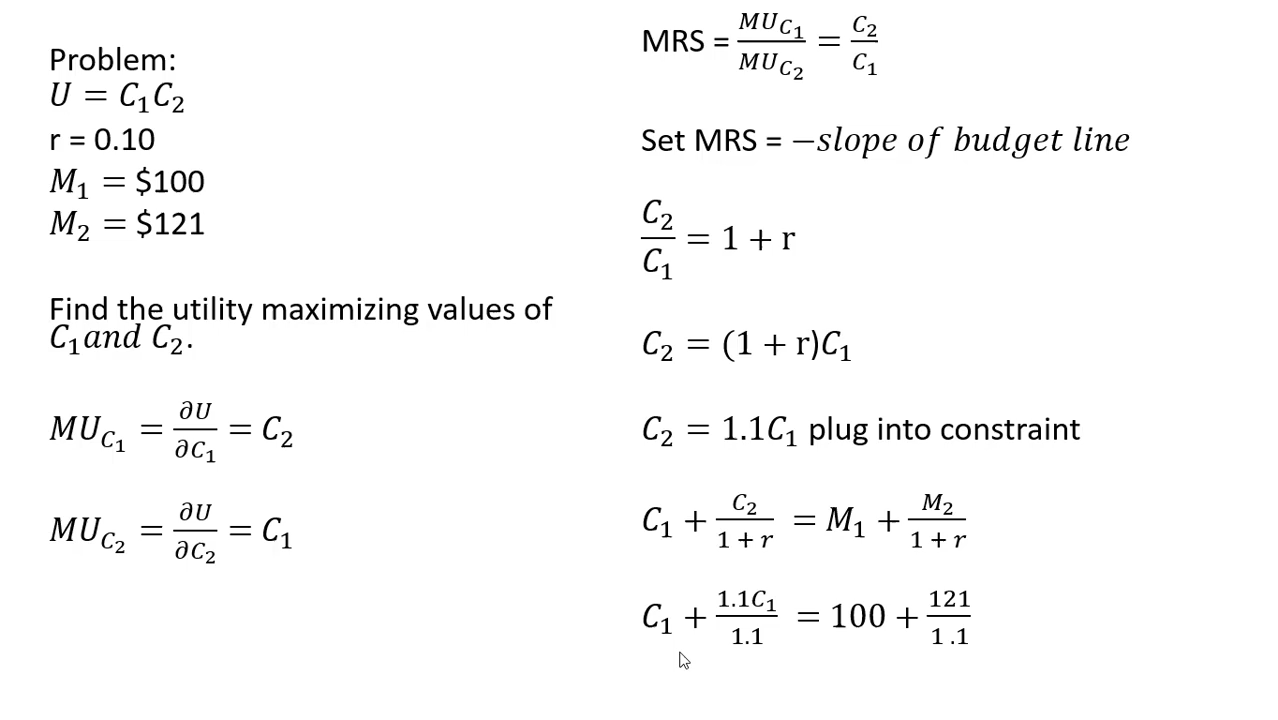 Problem:
U = C₁C₂
r = 0.10
M₁ = $100
M₂ = $121
Find the utility maximizing values of
C₁and C₂.
MU_C₁ = ∂U/∂C₁ = C₂
MU_C₂ = ∂U/∂C₂ = C₁
MRS = MU_C₁/MU_C₂ = C₂/C₁
Set MRS = −slope of budget line
C₂/C₁ = 1 + r
C₂ = (1 + r)C₁
C₂ = 1.1C₁ plug into constraint
C₁ + C₂/(1 + r) = M₁ + M₂/(1 + r)
C₁ + 1.1C₁/1.1 = 100 + 121/1 .1